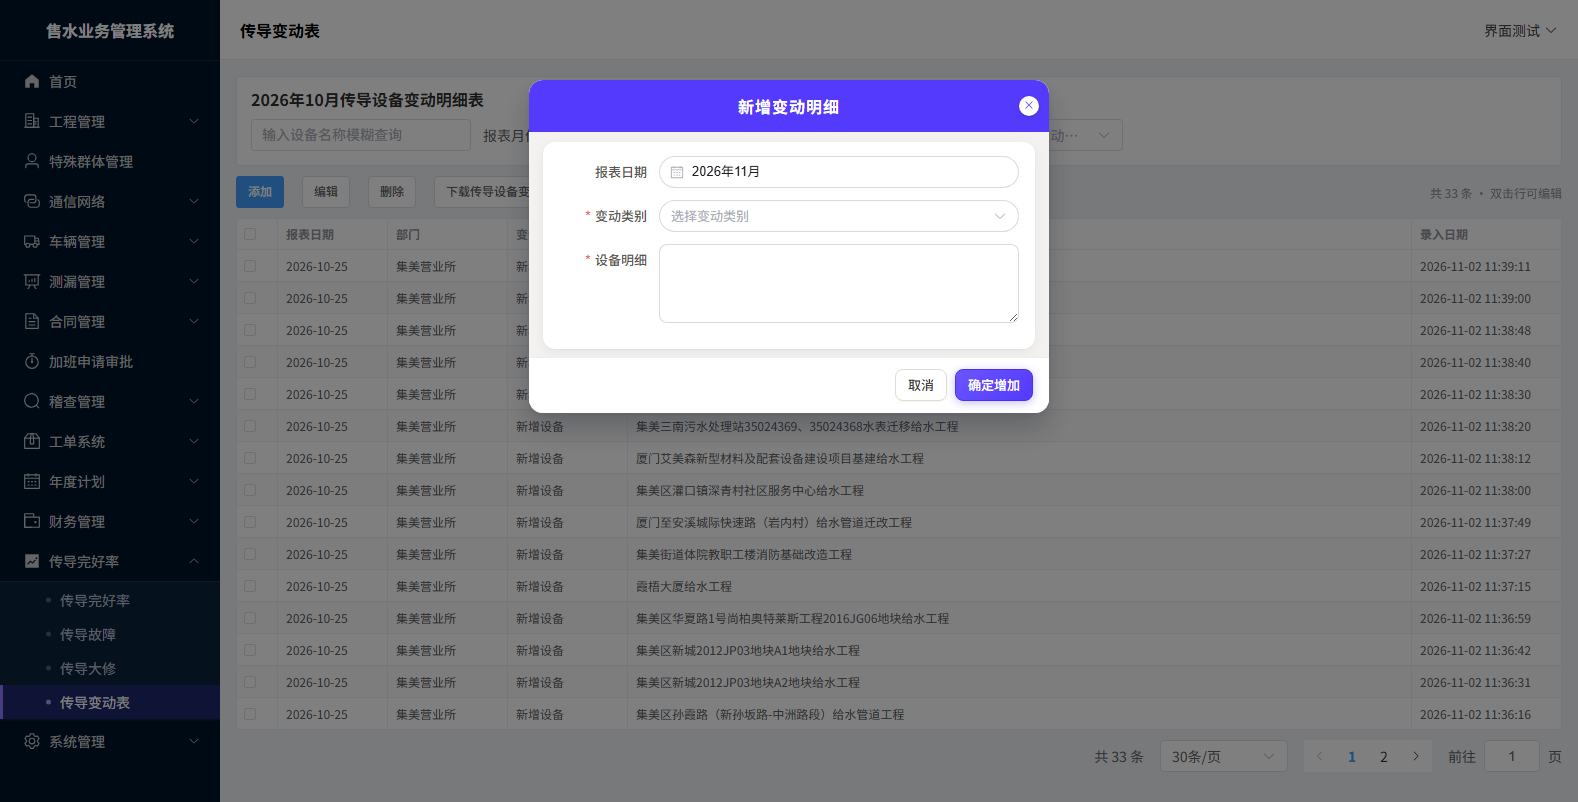 售水业务管理系统
首页
工程管理
特殊群体管理
通信网络
车辆管理
测漏管理
合同管理
加班申请审批
稽查管理
工单系统
年度计划
财务管理
传导完好率
传导完好率
传导故障
传导大修
传导变动表
系统管理
传导变动表
界面测试
2026年10月传导设备变动明细表
输入设备名称模糊查询
报表月
动…
添加
编辑
删除
下载传导设备变
共 33 条 • 双击行可编辑
新增变动明细
报表日期
2026年11月
* 变动类别
选择变动类别
* 设备明细
取消
确定增加
报表日期 部门 变 录入日期
2026-10-25 集美营业所 新 2026-11-02 11:39:11
2026-10-25 集美营业所 新 2026-11-02 11:39:00
2026-10-25 集美营业所 新 2026-11-02 11:38:48
2026-10-25 集美营业所 新 2026-11-02 11:38:40
2026-10-25 集美营业所 新 2026-11-02 11:38:30
2026-10-25 集美营业所 新增设备 集美三南污水处理站35024369、35024368水表迁移给水工程 2026-11-02 11:38:20
2026-10-25 集美营业所 新增设备 厦门艾美森新型材料及配套设备建设项目基建给水工程 2026-11-02 11:38:12
2026-10-25 集美营业所 新增设备 集美区灌口镇深青村社区服务中心给水工程 2026-11-02 11:38:00
2026-10-25 集美营业所 新增设备 厦门至安溪城际快速路（岩内村）给水管道迁改工程 2026-11-02 11:37:49
2026-10-25 集美营业所 新增设备 集美街道体院教职工楼消防基础改造工程 2026-11-02 11:37:27
2026-10-25 集美营业所 新增设备 霞梧大厦给水工程 2026-11-02 11:37:15
2026-10-25 集美营业所 新增设备 集美区华夏路1号尚柏奥特莱斯工程2016JG06地块给水工程 2026-11-02 11:36:59
2026-10-25 集美营业所 新增设备 集美区新城2012JP03地块A1地块给水工程 2026-11-02 11:36:42
2026-10-25 集美营业所 新增设备 集美区新城2012JP03地块A2地块给水工程 2026-11-02 11:36:31
2026-10-25 集美营业所 新增设备 集美区孙霞路（新孙坂路-中洲路段）给水管道工程 2026-11-02 11:36:16
共 33 条 30条/页 1 2 前往 1 页